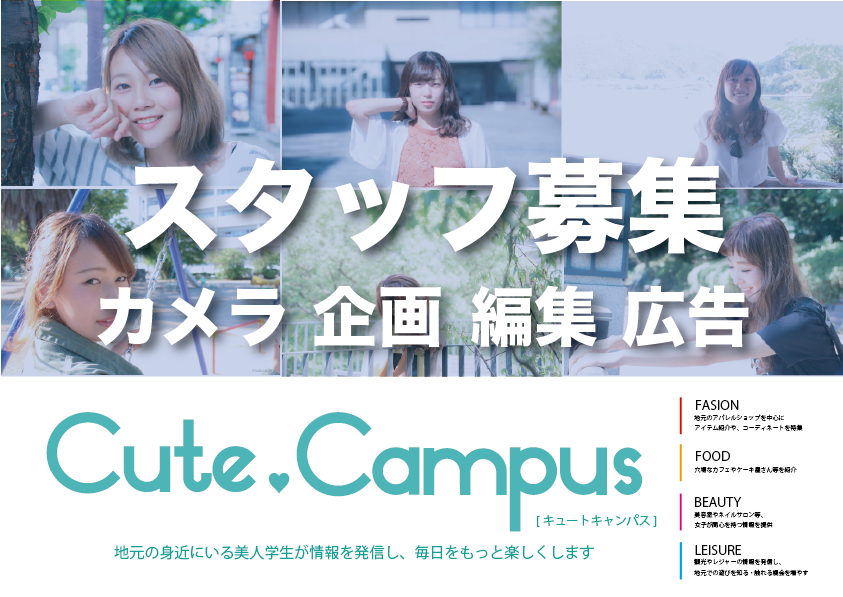 スタッフ募集
カメラ 企画 編集 広告
Cute Campus
[ キュートキャンパス ]
地元の身近にいる美人学生が情報を発信し、毎日をもっと楽しくします
FASION
地元のアパレルショップを中心に
アイテム紹介や、コーディネートを特集
FOOD
穴場なカフェやケーキ屋さん等を紹介
BEAUTY
美容室やネイルサロン等、
女子が関心を持つ情報を提供
LEISURE
観光やレジャーの情報を発信し、
地元での遊びを知る・触れる機会を増やす